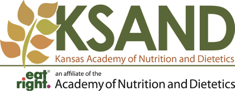 KSAND
Kansas Academy of Nutrition and Dietetics
eat right.
an affiliate of the
Academy of Nutrition and Dietetics